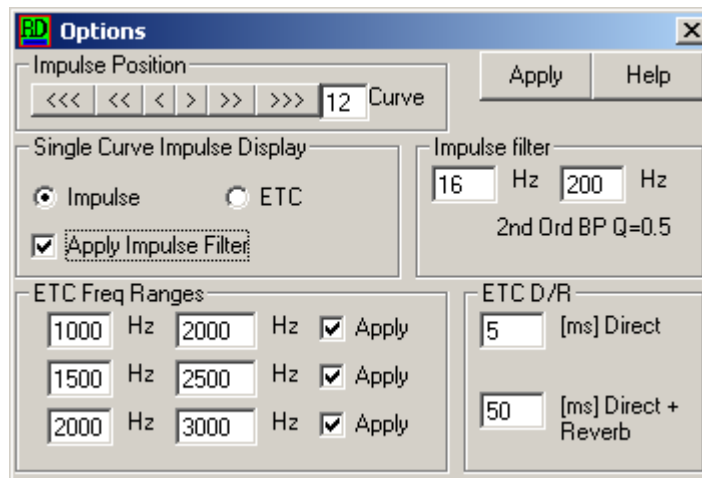 RD Options
Impulse Position
<<< << < > >> >>> 12 Curve
Apply Help
Single Curve Impulse Display
Impulse ETC
Apply Impulse Filter
Impulse filter
16 Hz 200 Hz
2nd Ord BP Q=0.5
ETC Freq Ranges
1000 Hz 2000 Hz Apply
1500 Hz 2500 Hz Apply
2000 Hz 3000 Hz Apply
ETC D/R
5 [ms] Direct
50 [ms] Direct +
Reverb